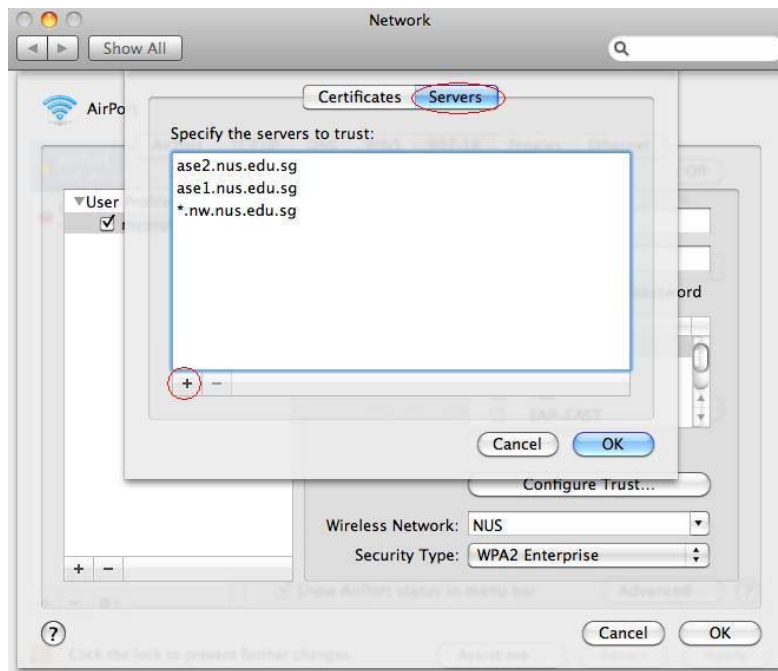 Network
Show All
AirPo
Certificates
Servers
Specify the servers to trust:
ase2.nus.edu.sg
ase1.nus.edu.sg
*.nw.nus.edu.sg
User
ord
+ −
EAP-FAST
Cancel
OK
Configure Trust...
Wireless Network: NUS
Security Type: WPA2 Enterprise
+ −
Show AirPort status in menu bar
Advanced...
?
?
Cancel
OK
Click the lock to prevent further changes.
Assist me...